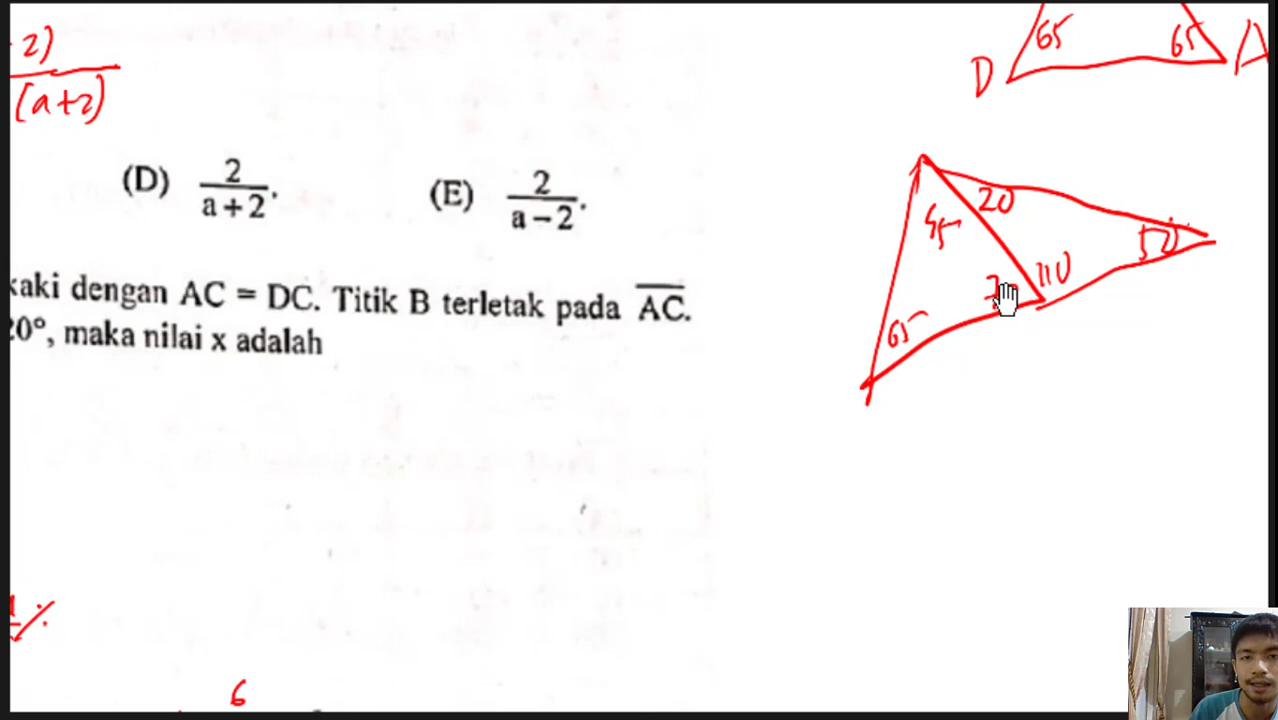 2)
(a+2)
65
65
D
A
(D) 2
a + 2 .
(E) 2
a – 2 .
20
45
50
110
65
kaki dengan AC = DC. Titik B terletak pada AC.
20°, maka nilai x adalah
6